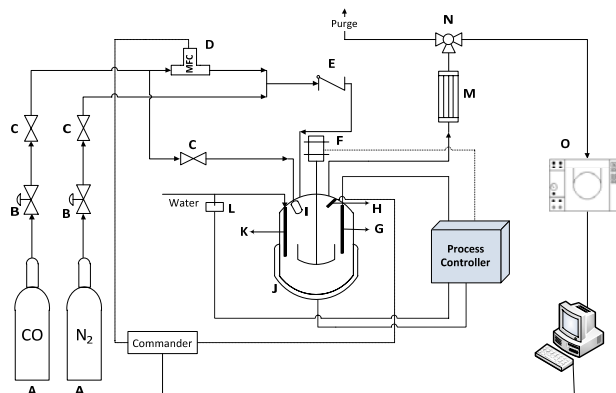 Purge
N
D
MFC
E
M
C
C
F
O
C
B
B
Water
L
I
H
K
G
Process
Controller
J
CO
N2
Commander
A
A